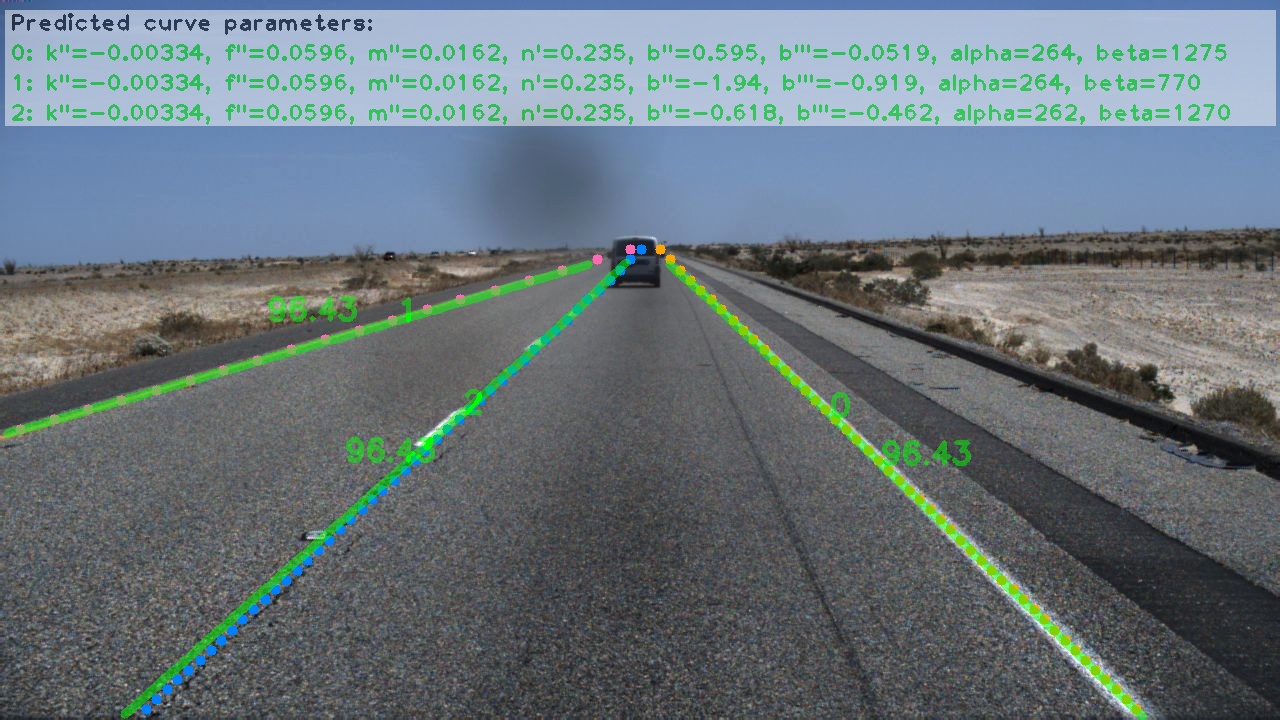 Predicted curve parameters:
0: k''=-0.00334, f''=0.0596, m''=0.0162, n'=0.235, b''=0.595, b'''=-0.0519, alpha=264, beta=1275
1: k''=-0.00334, f''=0.0596, m''=0.0162, n'=0.235, b''=-1.94, b'''=-0.919, alpha=264, beta=770
2: k''=-0.00334, f''=0.0596, m''=0.0162, n'=0.235, b''=-0.618, b'''=-0.462, alpha=262, beta=1270
96.43 1
2 0
96.43 96.43